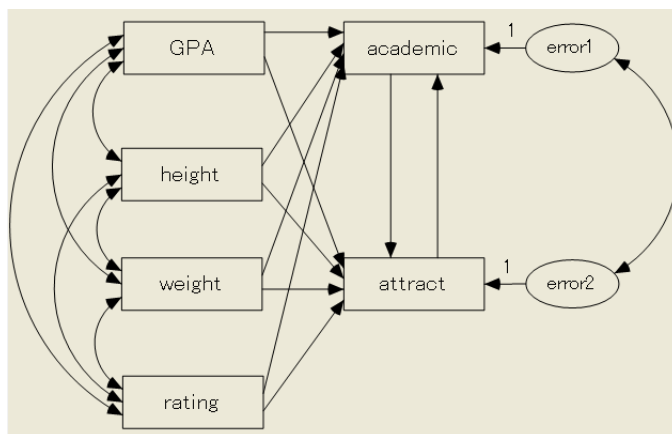 GPA
academic
1
error1
height
weight
attract
1
error2
rating